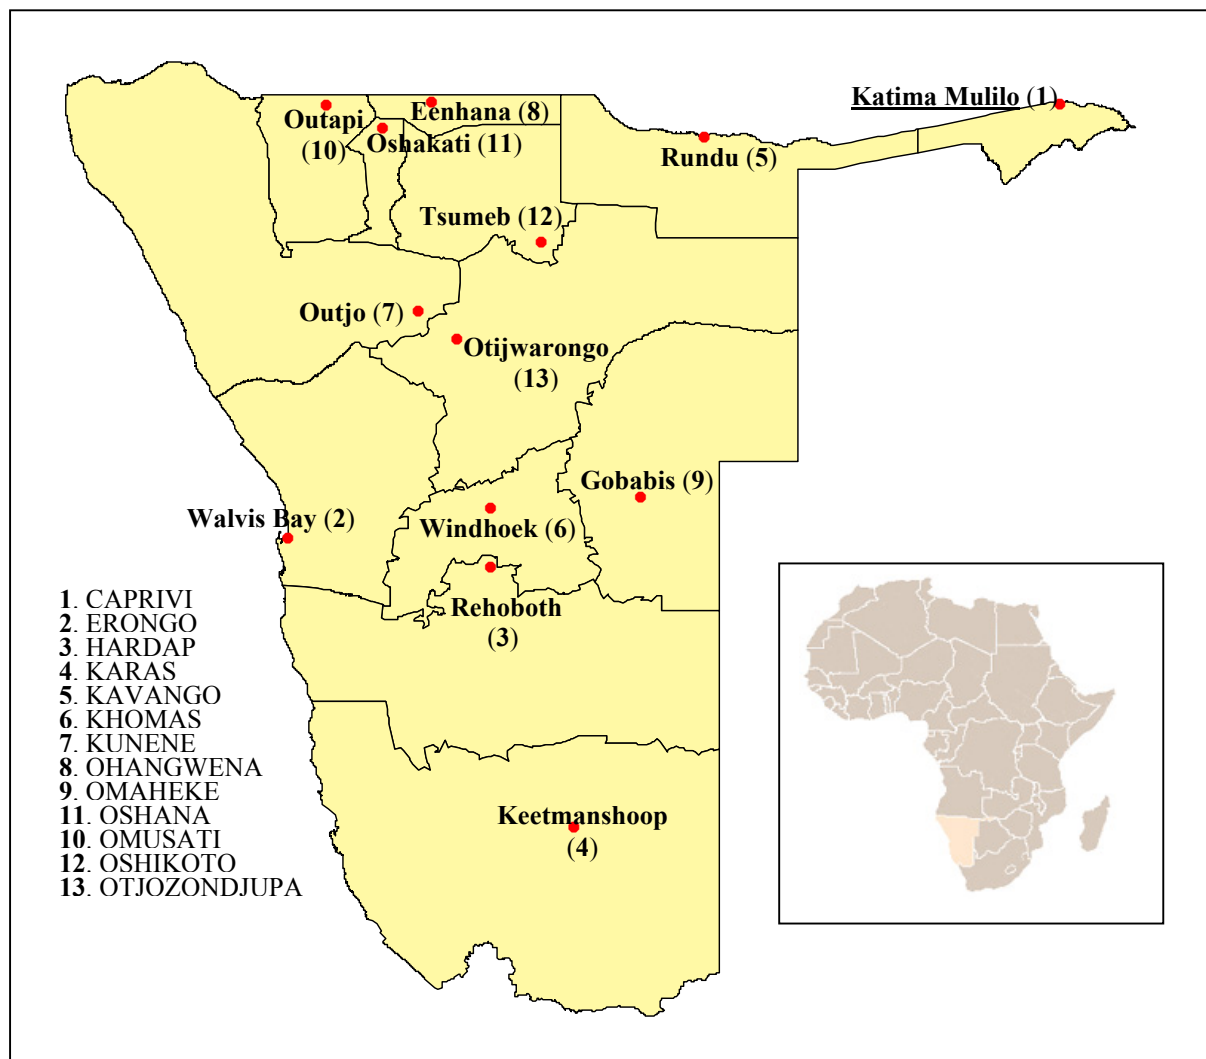 Katima Mulilo (1)
Eenhana (8)
Outapi
(10)
Oshakati (11)
Rundu (5)
Tsumeb (12)
Outjo (7)
Otijwarongo
(13)
Gobabis (9)
Walvis Bay (2)
Windhoek (6)
Rehoboth
(3)
Keetmanshoop
(4)
1. CAPRIVI
2. ERONGO
3. HARDAP
4. KARAS
5. KAVANGO
6. KHOMAS
7. KUNENE
8. OHANGWENA
9. OMAHEKE
11. OSHANA
10. OMUSATI
12. OSHIKOTO
13. OTJOZONDJUPA